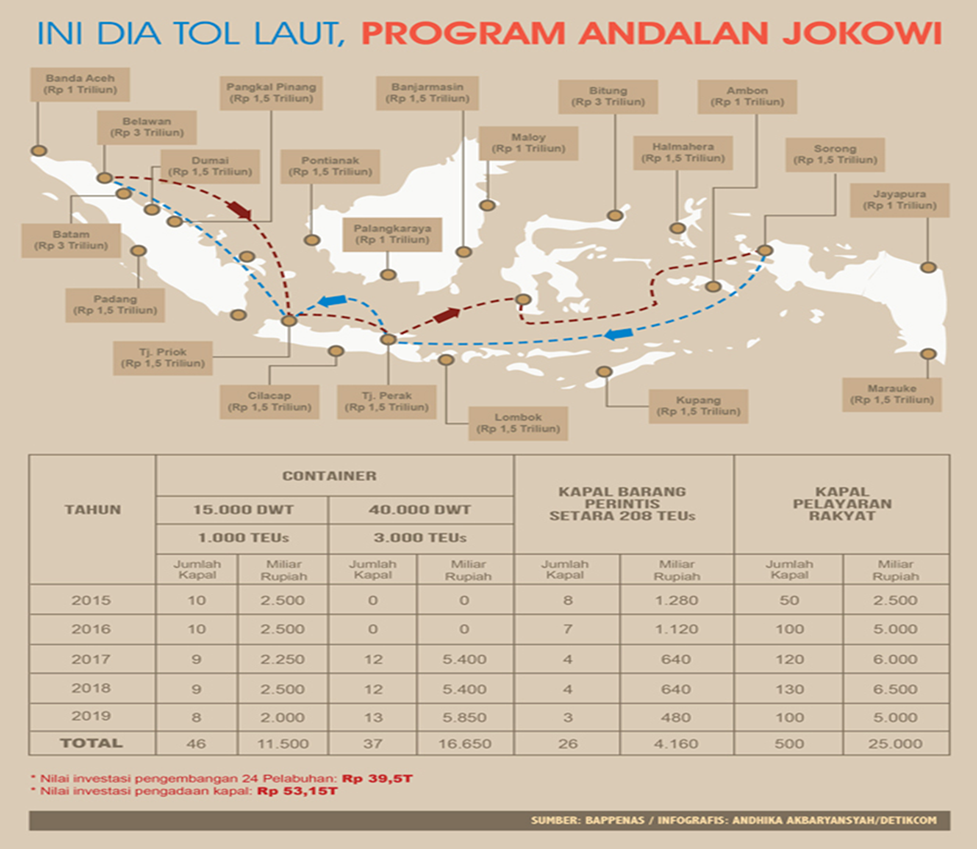 INI DIA TOL LAUT, PROGRAM ANDALAN JOKOWI
Banda Aceh
(Rp 1 Triliun)
Belawan
(Rp 3 Triliun)
Pangkal Pinang
(Rp 1,5 Triliun)
Dumai
(Rp 1,5 Triliun)
Banjarmasin
(Rp 1,5 Triliun)
Pontianak
(Rp 1,5 Triliun)
Maloy
(Rp 1 Triliun)
Bitung
(Rp 3 Triliun)
Ambon
(Rp 1 Triliun)
Halmahera
(Rp 1,5 Triliun)
Sorong
(Rp 1,5 Triliun)
Jayapura
(Rp 1 Triliun)
Batam
(Rp 3 Triliun)
Palangkaraya
(Rp 1 Triliun)
Padang
(Rp 1,5 Triliun)
Tj. Priok
(Rp 1,5 Triliun)
Cilacap
(Rp 1,5 Triliun)
Tj. Perak
(Rp 1,5 Triliun)
Lombok
(Rp 1,5 Triliun)
Kupang
(Rp 1,5 Triliun)
Marauke
(Rp 1,5 Triliun)
TAHUN
CONTAINER
15.000 DWT 40.000 DWT
1.000 TEUs 3.000 TEUs
KAPAL BARANG
PERINTIS
SETARA 208 TEUs
KAPAL
PELAYARAN
RAKYAT
Jumlah Miliar Jumlah Miliar Jumlah Miliar Jumlah Miliar
Kapal Rupiah Kapal Rupiah Kapal Rupiah Kapal Rupiah
2015 10 2.500 0 0 8 1.280 50 2.500
2016 10 2.500 0 0 7 1.120 100 5.000
2017 9 2.250 12 5.400 4 640 120 6.000
2018 9 2.500 12 5.400 4 640 130 6.500
2019 8 2.000 13 5.850 3 480 100 5.000
TOTAL 46 11.500 37 16.650 26 4.160 500 25.000
* Nilai investasi pengembangan 24 Pelabuhan: Rp 39,5T
* Nilai investasi pengadaan kapal: Rp 53,15T
SUMBER: BAPPENAS / INFOGRAFIS: ANDHIKA AKBARYANSYAH/DETIKCOM